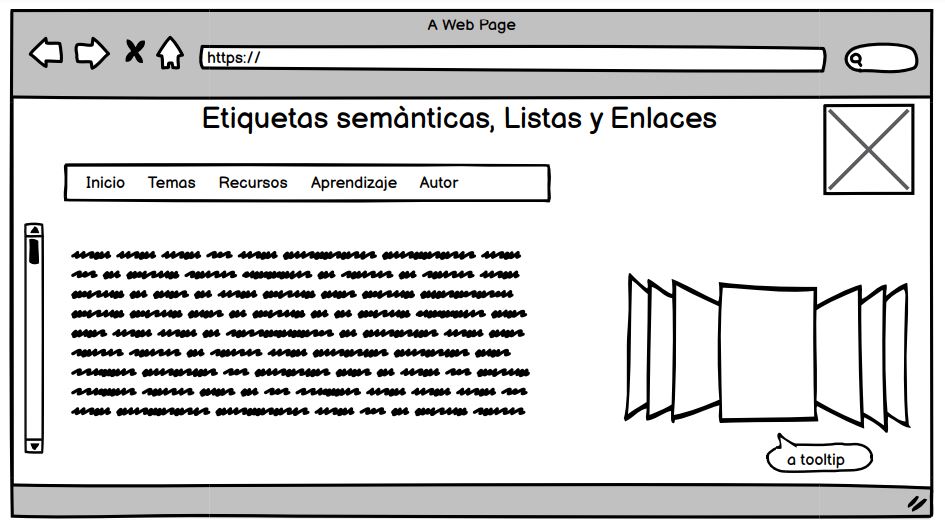 A Web Page
https://
Etiquetas semànticas, Listas y Enlaces
Inicio Temas Recursos Aprendizaje Autor
a tooltip